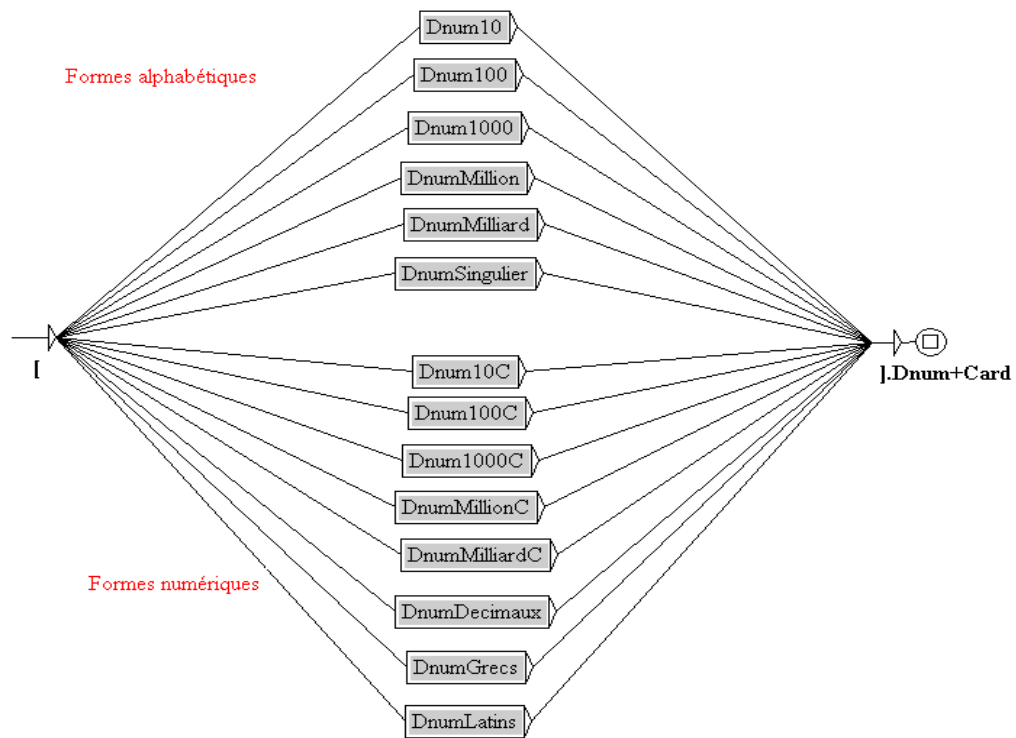 Dnum10
Formes alphabétiques
Dnum100
Dnum1000
DnumMillion
DnumMilliard
DnumSingulier
[
].Dnum+Card
Dnum10C
Dnum100C
Dnum1000C
DnumMillionC
DnumMilliardC
Formes numériques
DnumDecimaux
DnumGrecs
DnumLatins